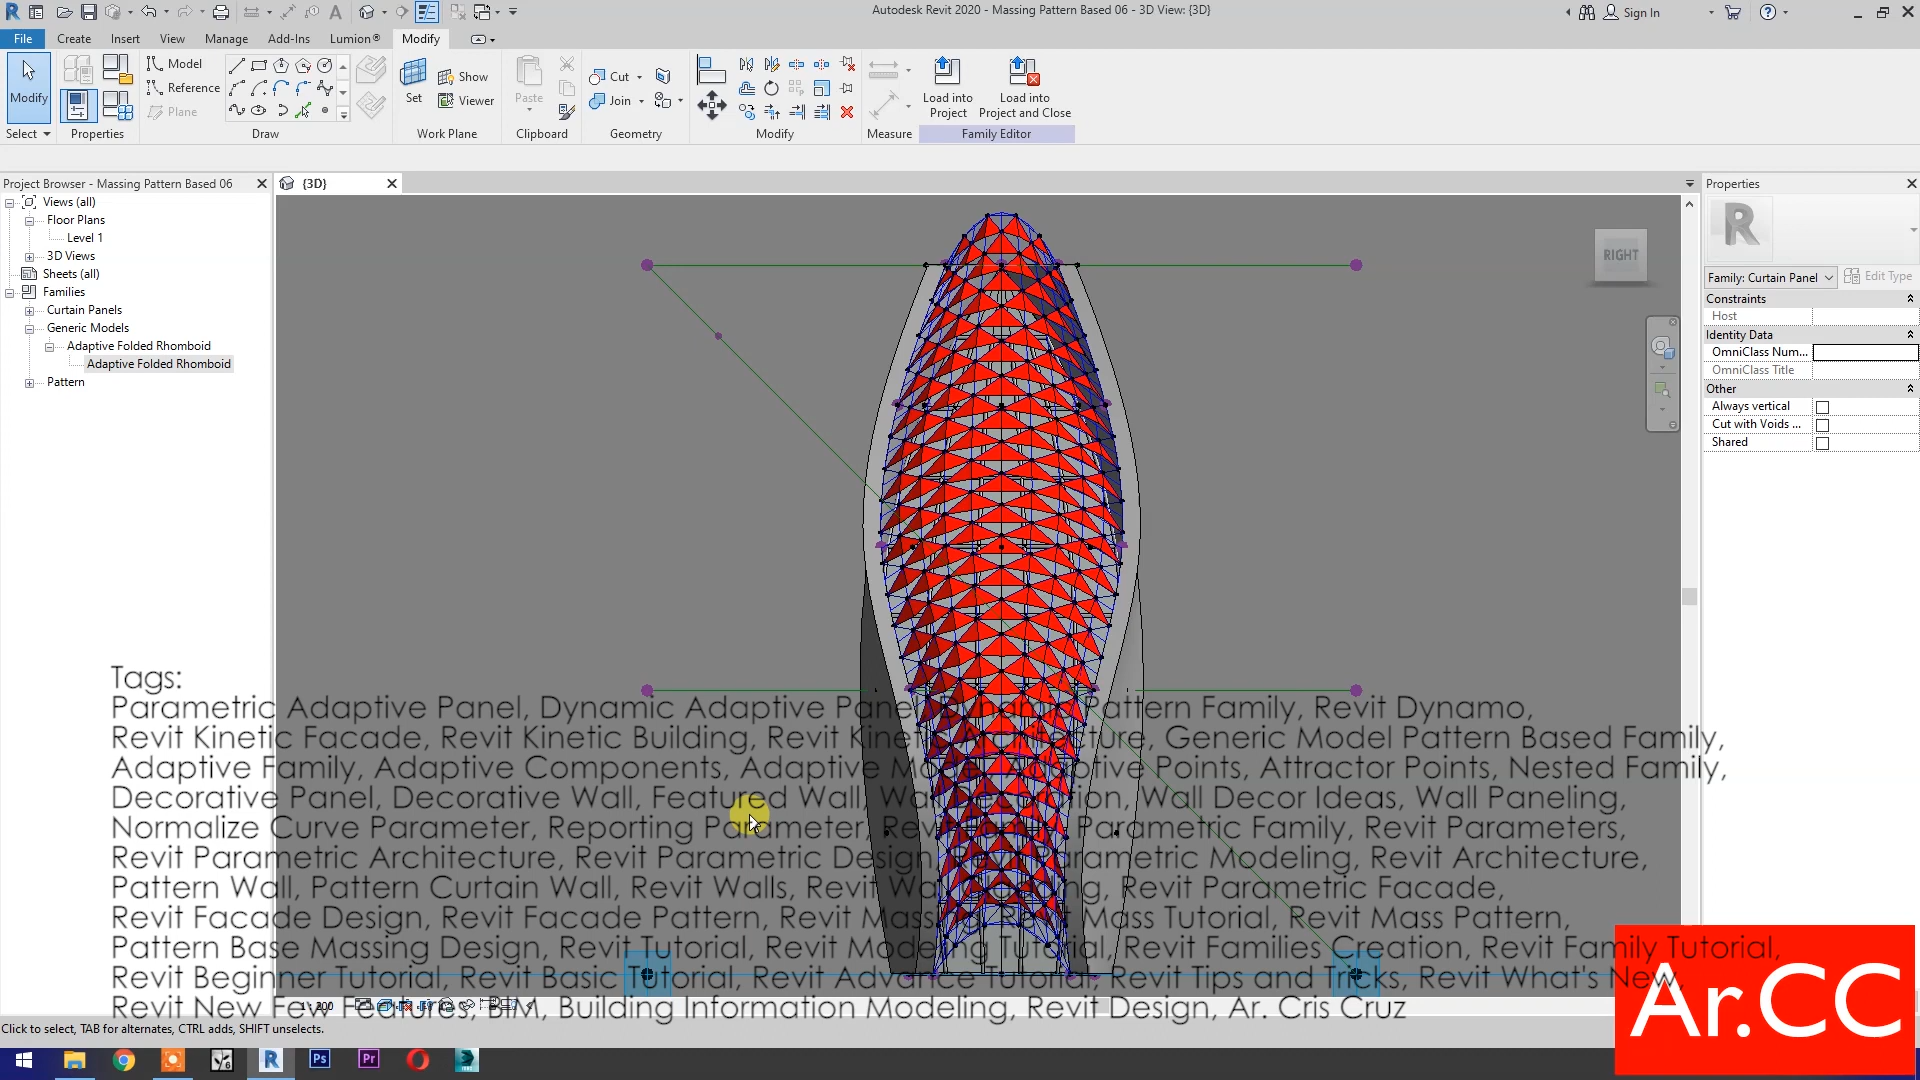 Autodesk Revit 2020 - Massing Pattern Based 06 - 3D View: {3D}
Sign In
File Create Insert View Manage Add-Ins Lumion® Modify
Modify
Model
Reference
Plane
Set
Show
Viewer
Paste
Cut
Join
Load into Project
Load into Project and Close
Select Properties Draw Work Plane Clipboard Geometry Modify Measure Family Editor
Project Browser - Massing Pattern Based 06
{3D}
Properties
Views (all)
Floor Plans
Level 1
3D Views
Sheets (all)
Families
Curtain Panels
Generic Models
Adaptive Folded Rhomboid
Adaptive Folded Rhomboid
Pattern
RIGHT
R
Family: Curtain Panel
Edit Type
Constraints
Host
Identity Data
OmniClass Num...
OmniClass Title
Other
Always vertical
Cut with Voids ...
Shared
Tags:
Parametric Adaptive Panel, Dynamic Adaptive Panel, Pattern Family, Revit Dynamo,
Revit Kinetic Facade, Revit Kinetic Building, Revit Kinetic Generic Model Pattern Based Family,
Adaptive Family, Adaptive Components, Adaptive Points, Attractor Points, Nested Family,
Decorative Panel, Decorative Wall, Featured Wall, Wall Decor Ideas, Wall Paneling,
Normalize Curve Parameter, Reporting Parameter, Parametric Family, Revit Parameters,
Revit Parametric Architecture, Revit Parametric Design, Revit Parametric Modeling, Revit Architecture,
Pattern Wall, Pattern Curtain Wall, Revit Walls, Revit Revit Parametric Facade,
Revit Facade Design, Revit Facade Pattern, Revit Massing, Revit Mass Tutorial, Revit Mass Pattern,
Pattern Base Massing Design, Revit Tutorial, Revit Modeling Tutorial, Revit Families Creation, Revit Family Tutorial,
Revit Beginner Tutorial, Revit Basic Tutorial, Revit Advance Tutorial, Revit Tips and Tricks, Revit What's New,
Revit New Few Features, BIM, Building Information Modeling, Revit Design, Ar. Cris Cruz
1 : 200
Click to select, TAB for alternates, CTRL adds, SHIFT unselects.
Ar.CC
R Ps Pr